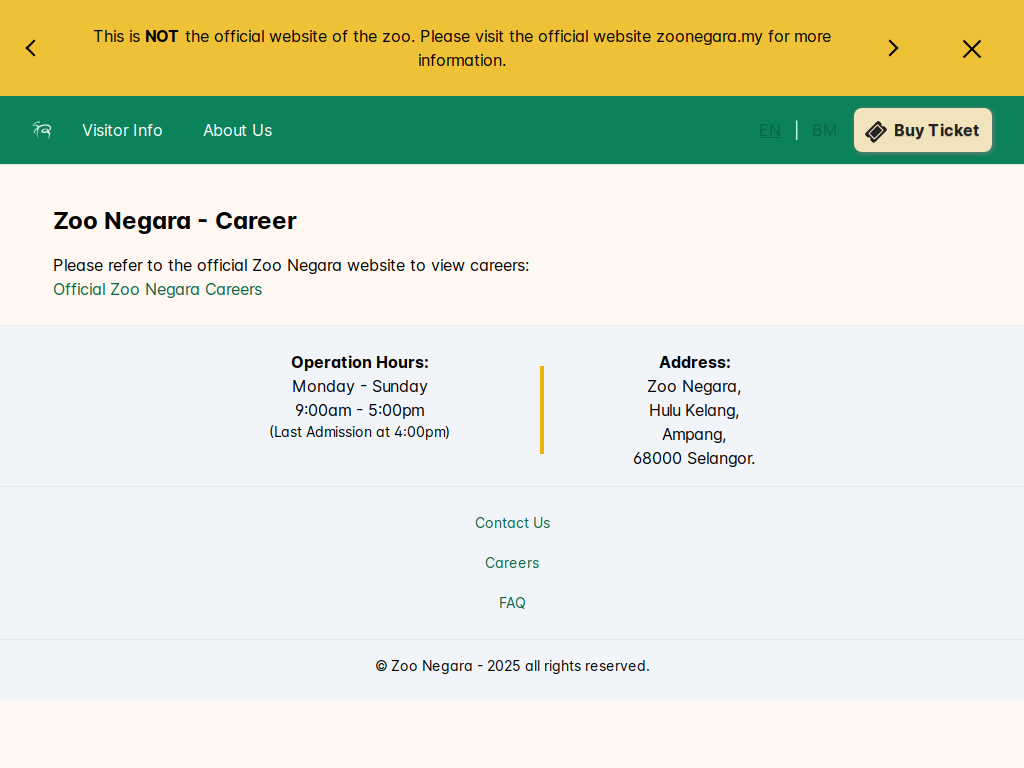 This is NOT the official website of the zoo. Please visit the official website zoonegara.my for more
information.
Visitor Info
About Us
EN | BM
Buy Ticket
Zoo Negara - Career
Please refer to the official Zoo Negara website to view careers:
Official Zoo Negara Careers
Operation Hours:
Monday - Sunday
9:00am - 5:00pm
(Last Admission at 4:00pm)
Address:
Zoo Negara,
Hulu Kelang,
Ampang,
68000 Selangor.
Contact Us
Careers
FAQ
© Zoo Negara - 2025 all rights reserved.